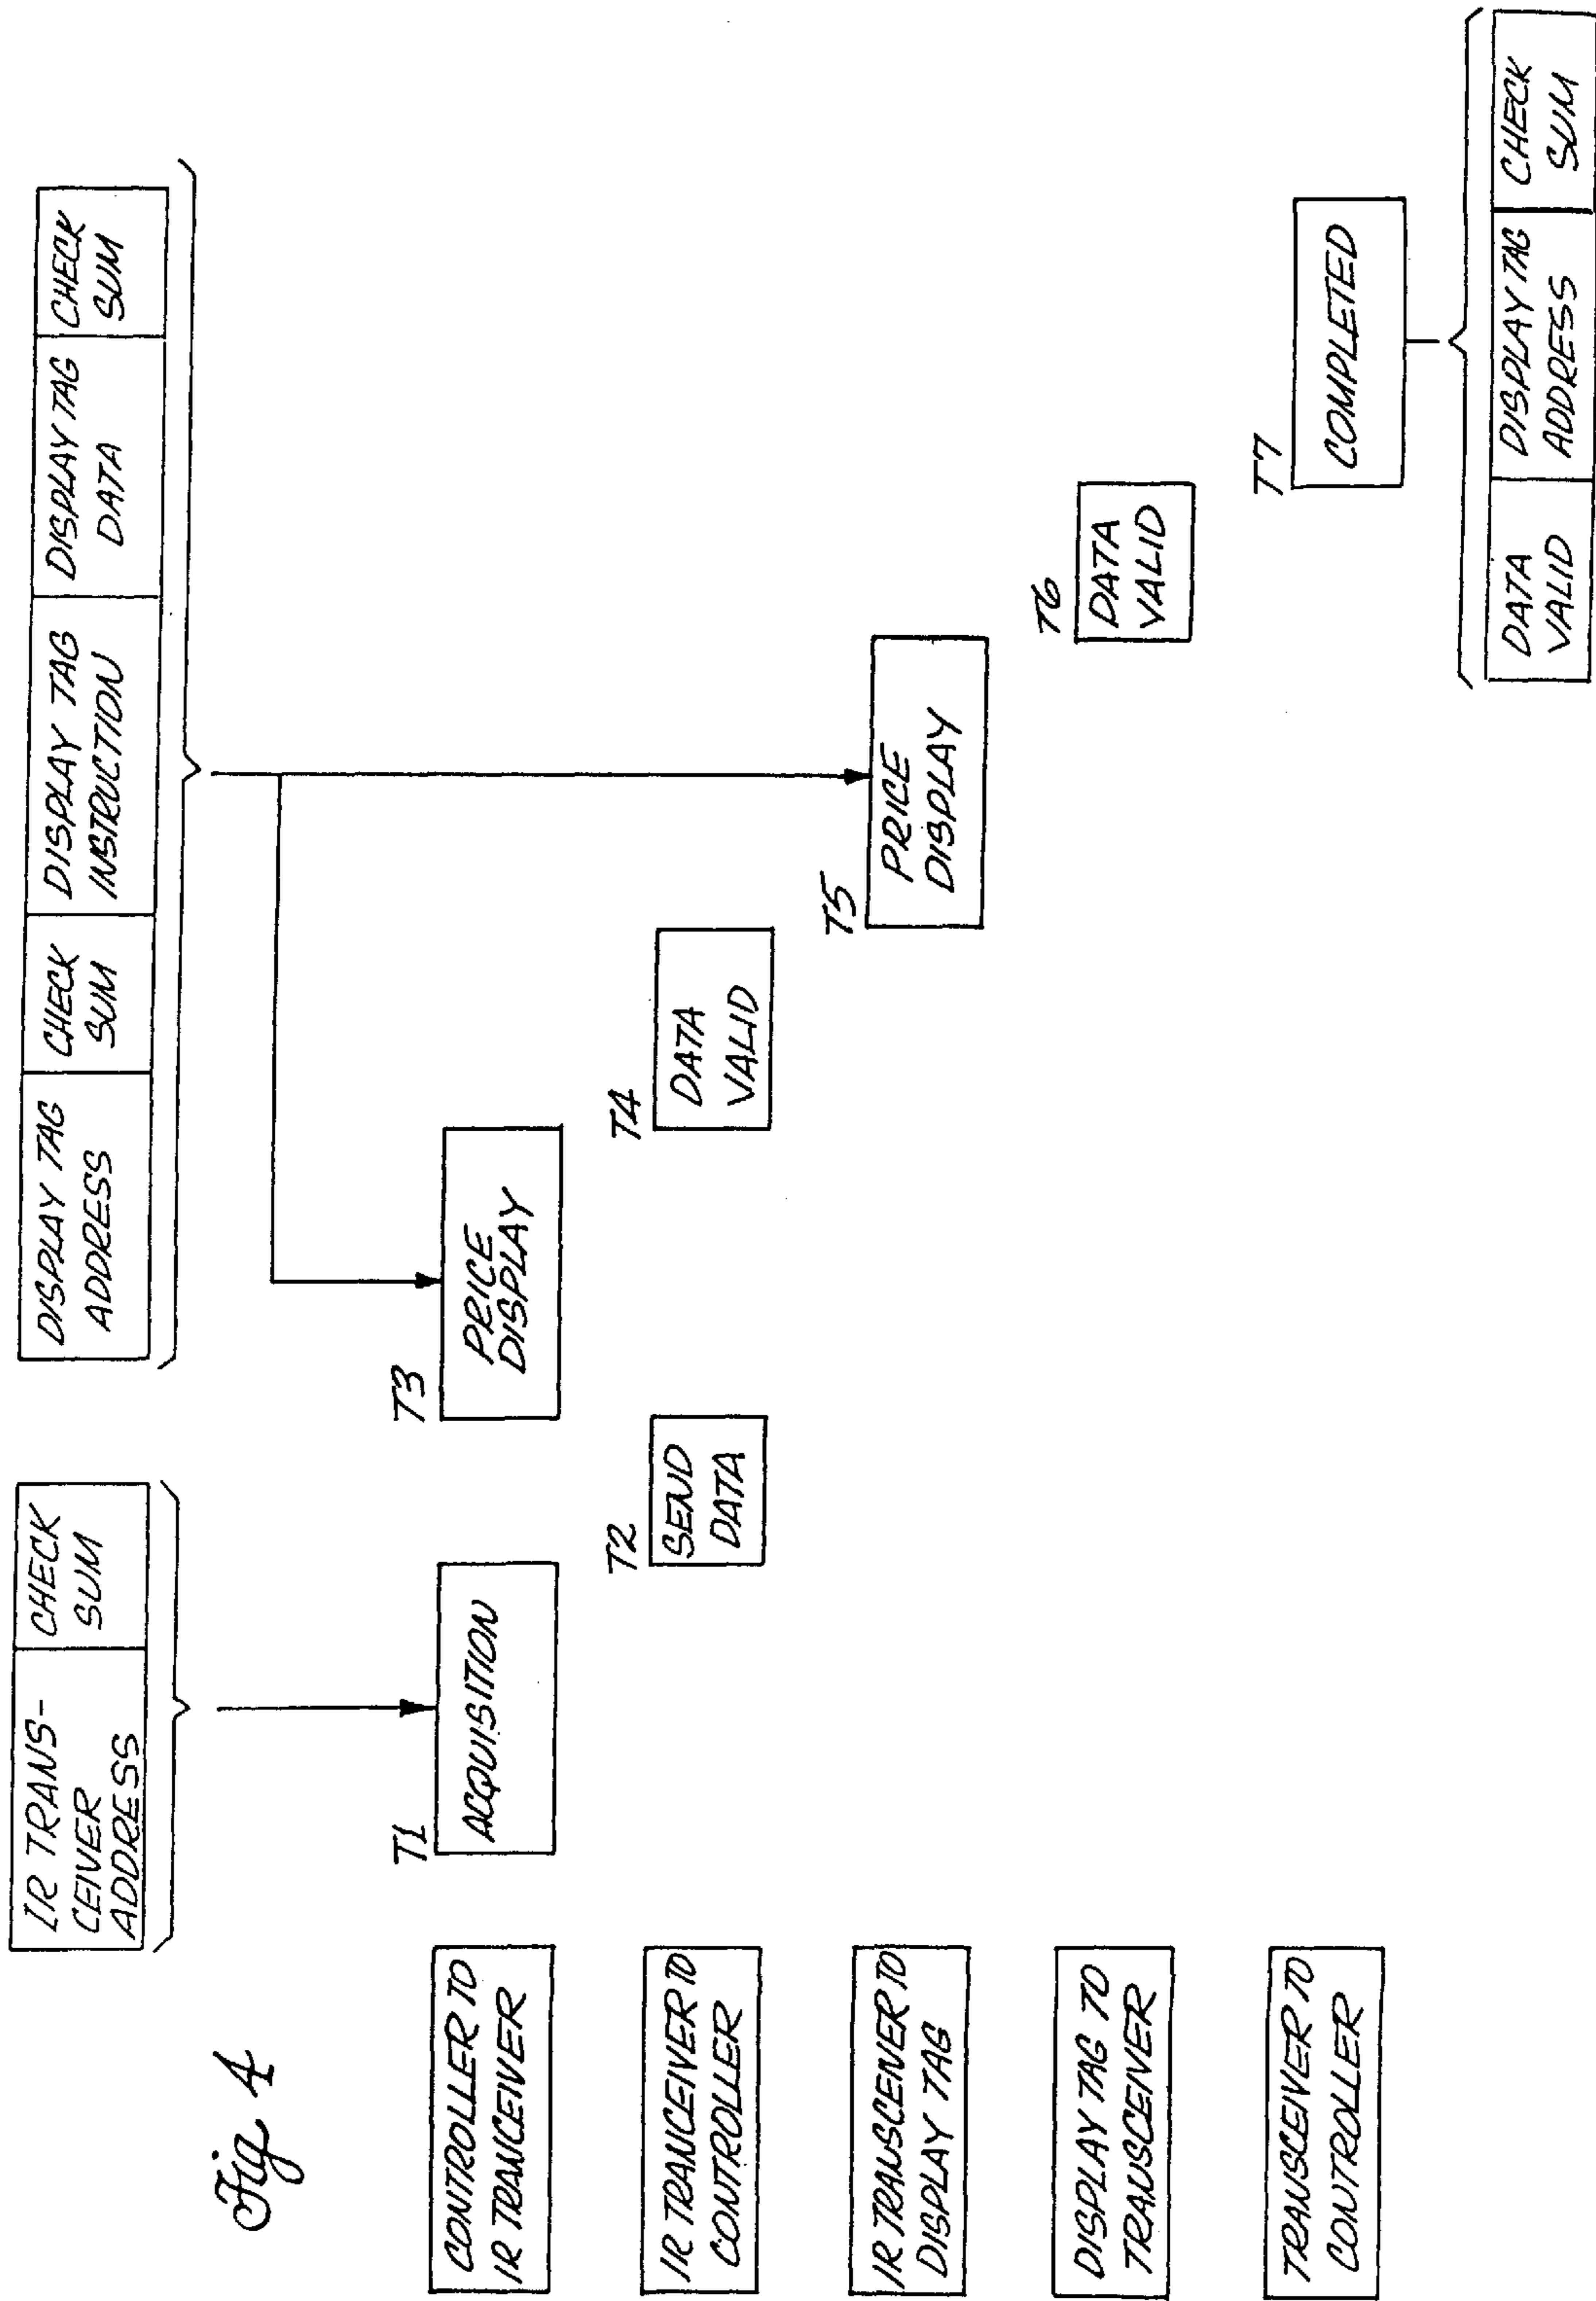 IR TRANS-
CEIVER
ADDRESS
CHECK
SUM
DISPLAY TAG
ADDRESS
CHECK
SUM
DISPLAY TAG
INSTRUCTION
DISPLAY TAG
DATA
CHECK
SUM
Fig 4
CONTROLLER TO
IR TRANCEIVER
T1
ACQUISITION
T3
PRICE
DISPLAY
IR TRANCEIVER TO
CONTROLLER
T2
SEND
DATA
T4
DATA
VALID
IR TRANSCEIVER TO
DISPLAY TAG
T5
PRICE
DISPLAY
DISPLAY TAG TO
TRANSCEIVER
T6
DATA
VALID
TRANSCEIVER TO
CONTROLLER
T7
COMPLETED
DATA
VALID
DISPLAY TAG
ADDRESS
CHECK
SUM